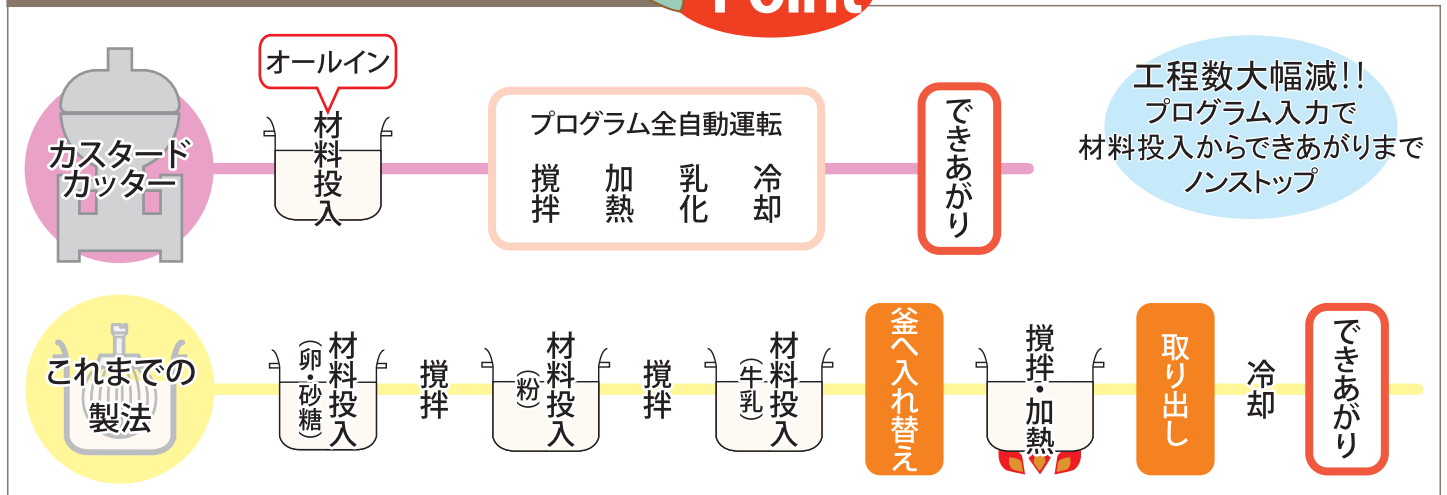 Point
オールイン
カスタード
カッター
材料投入
プログラム全自動運転
攪拌
加熱
乳化
冷却
できあがり
工程数大幅減!!
プログラム入力で
材料投入からできあがりまで
ノンストップ
これまでの
製法
材料投入
(卵・砂糖)
攪拌
材料投入
(粉)
攪拌
材料投入
(牛乳)
釜へ入れ替え
攪拌・加熱
取り出し
冷却
できあがり